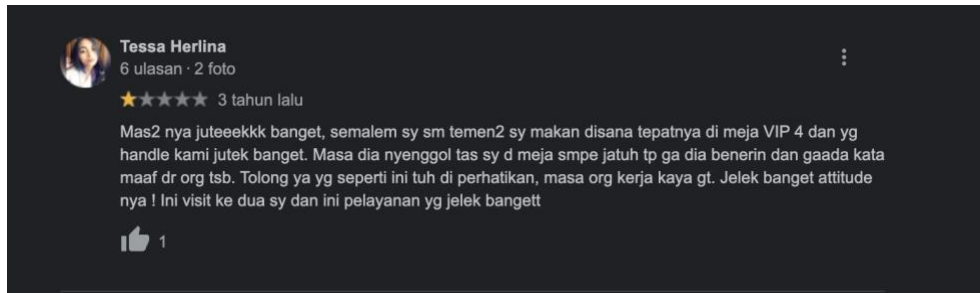 Tessa Herlina
6 ulasan · 2 foto
3 tahun lalu
Mas2 nya juteeekkk banget, semalem sy sm temen2 sy makan disana tepatnya di meja VIP 4 dan yg
handle kami jutek banget. Masa dia nyenggol tas sy d meja smpe jatuh tp ga dia benerin dan gaada kata
maaf dr org tsb. Tolong ya yg seperti ini tuh di perhatikan, masa org kerja kaya gt. Jelek banget attitude
nya ! Ini visit ke dua sy dan ini pelayanan yg jelek bangett
1